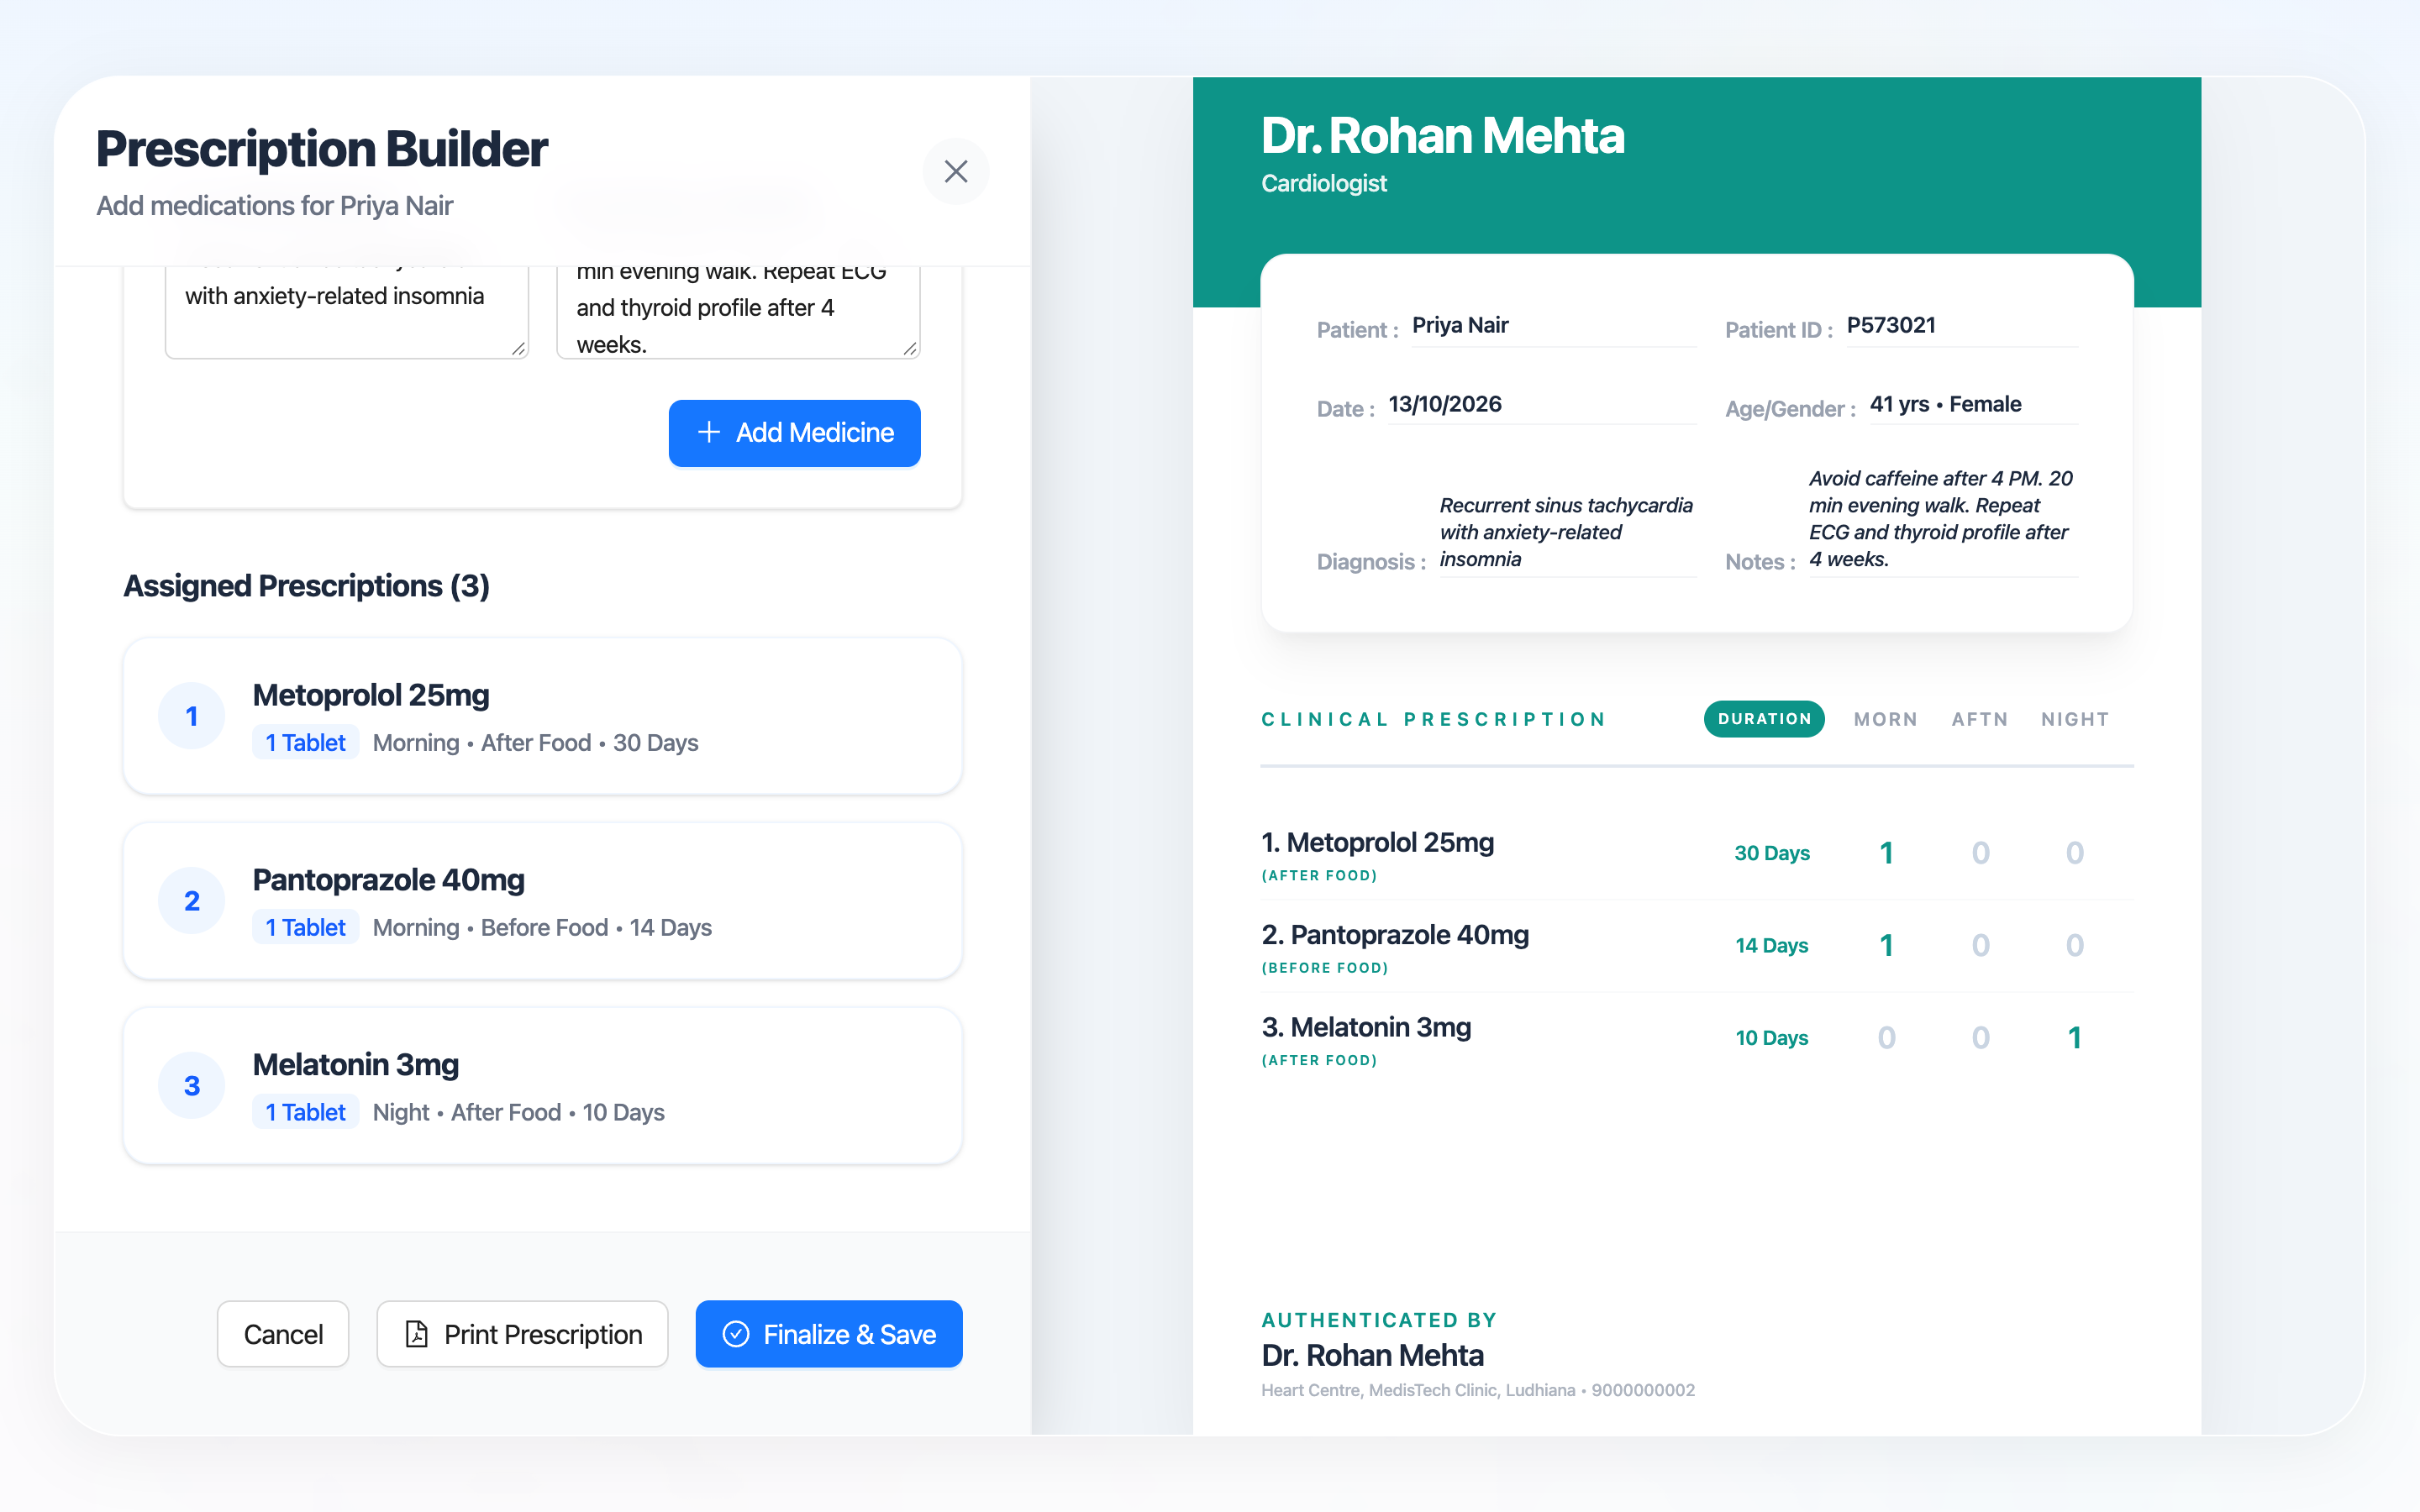 Prescription Builder
Add medications for Priya Nair
with anxiety-related insomnia
min evening walk. Repeat ECG
and thyroid profile after 4
weeks.
Add Medicine
Assigned Prescriptions (3)
1
Metoprolol 25mg
1 Tablet Morning • After Food • 30 Days
2
Pantoprazole 40mg
1 Tablet Morning • Before Food • 14 Days
3
Melatonin 3mg
1 Tablet Night • After Food • 10 Days
Cancel
Print Prescription
Finalize & Save
Dr. Rohan Mehta
Cardiologist
Patient : Priya Nair
Patient ID : P573021
Date : 13/10/2026
Age/Gender : 41 yrs • Female
Diagnosis : Recurrent sinus tachycardia
with anxiety-related
insomnia
Notes : Avoid caffeine after 4 PM. 20
min evening walk. Repeat
ECG and thyroid profile after
4 weeks.
CLINICAL PRESCRIPTION DURATION MORN AFTN NIGHT
1. Metoprolol 25mg 30 Days 1 0 0
(AFTER FOOD)
2. Pantoprazole 40mg 14 Days 1 0 0
(BEFORE FOOD)
3. Melatonin 3mg 10 Days 0 0 1
(AFTER FOOD)
AUTHENTICATED BY
Dr. Rohan Mehta
Heart Centre, MedisTech Clinic, Ludhiana • 9000000002